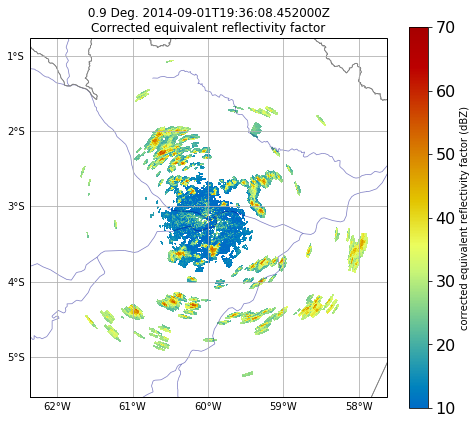 0.9 Deg. 2014-09-01T19:36:08.452000Z
Corrected equivalent reflectivity factor
1°S
2°S
3°S
4°S
5°S
62°W 61°W 60°W 59°W 58°W
70
60
50
40
30
20
10
corrected equivalent reflectivity factor (dBZ)